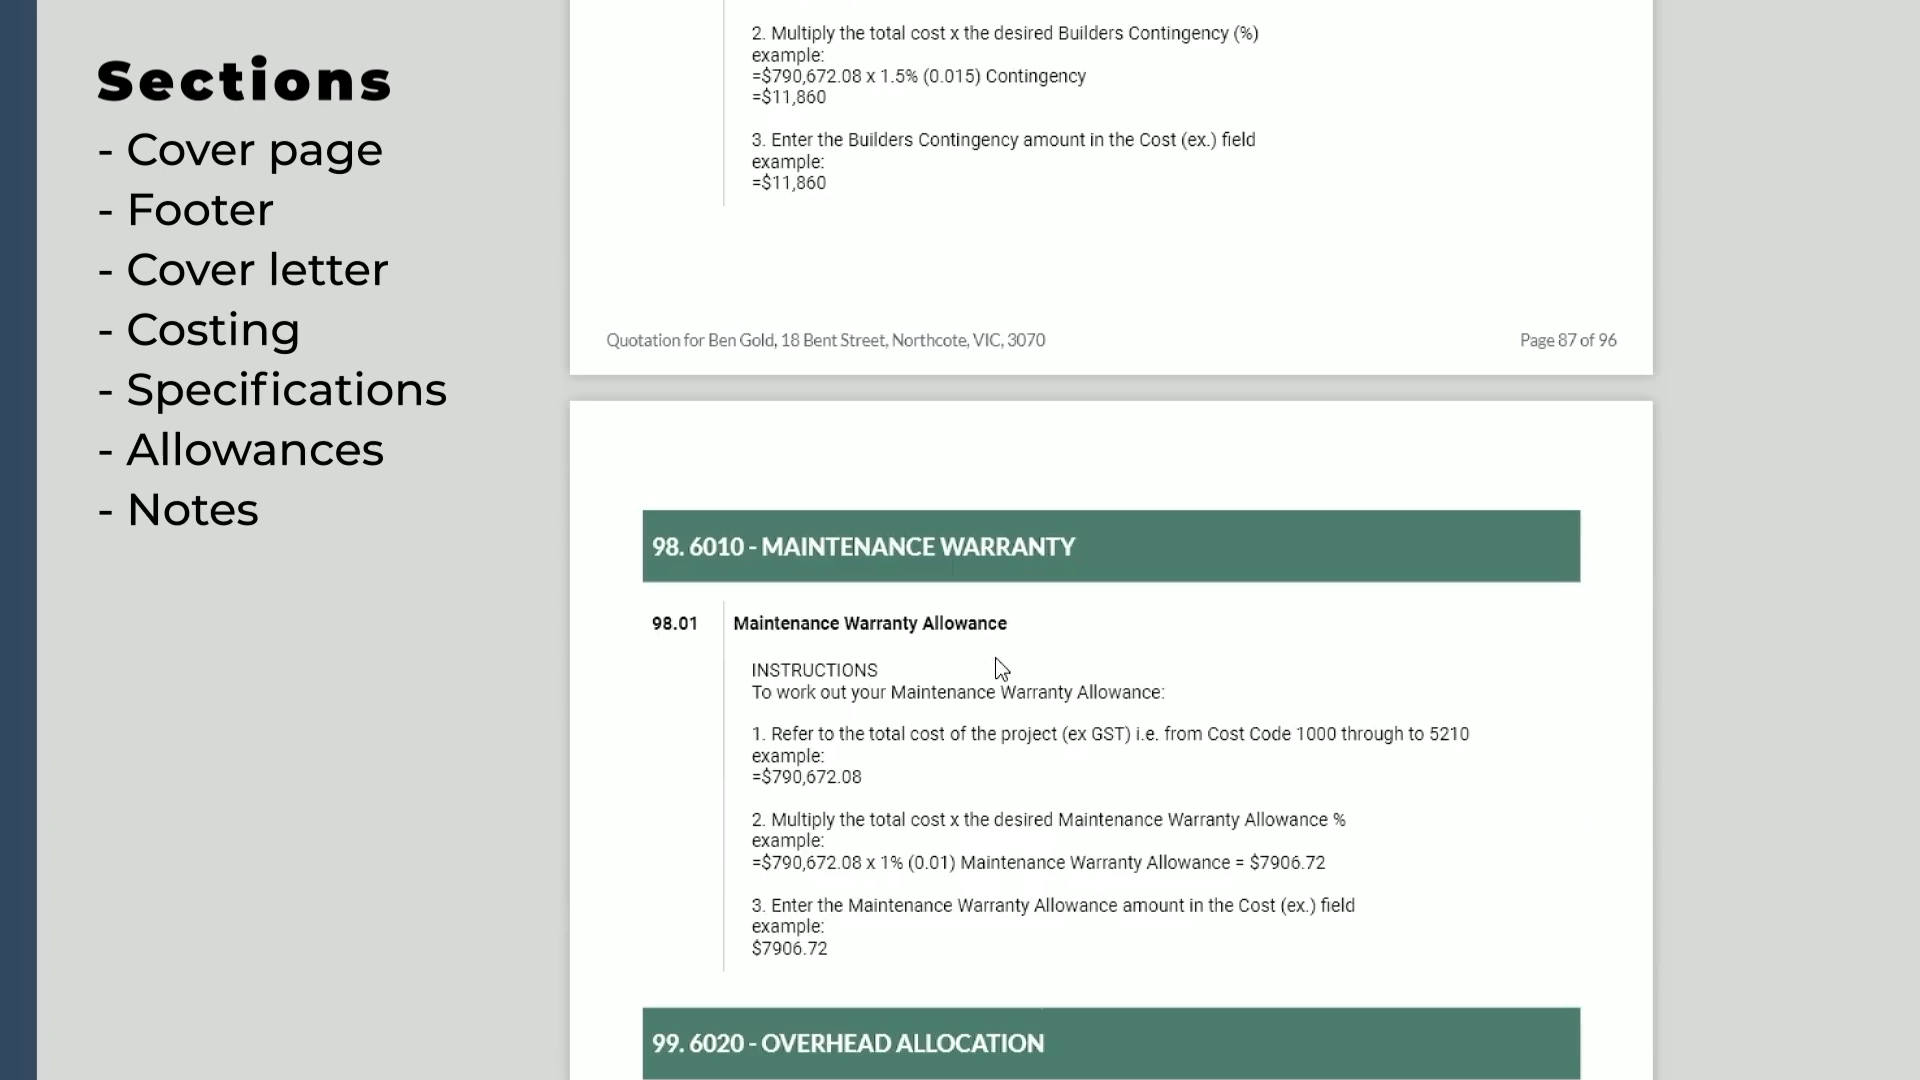 Sections
- Cover page
- Footer
- Cover letter
- Costing
- Specifications
- Allowances
- Notes
2. Multiply the total cost x the desired Builders Contingency (%)
example:
=$790,672.08 x 1.5% (0.015) Contingency
=$11,860
3. Enter the Builders Contingency amount in the Cost (ex.) field
example:
=$11,860
Quotation for Ben Gold, 18 Bent Street, Northcote, VIC, 3070
Page 87 of 96
98. 6010 - MAINTENANCE WARRANTY
98.01 Maintenance Warranty Allowance
INSTRUCTIONS
To work out your Maintenance Warranty Allowance:
1. Refer to the total cost of the project (ex GST) i.e. from Cost Code 1000 through to 5210
example:
=$790,672.08
2. Multiply the total cost x the desired Maintenance Warranty Allowance %
example:
=$790,672.08 x 1% (0.01) Maintenance Warranty Allowance = $7906.72
3. Enter the Maintenance Warranty Allowance amount in the Cost (ex.) field
example:
$7906.72
99. 6020 - OVERHEAD ALLOCATION